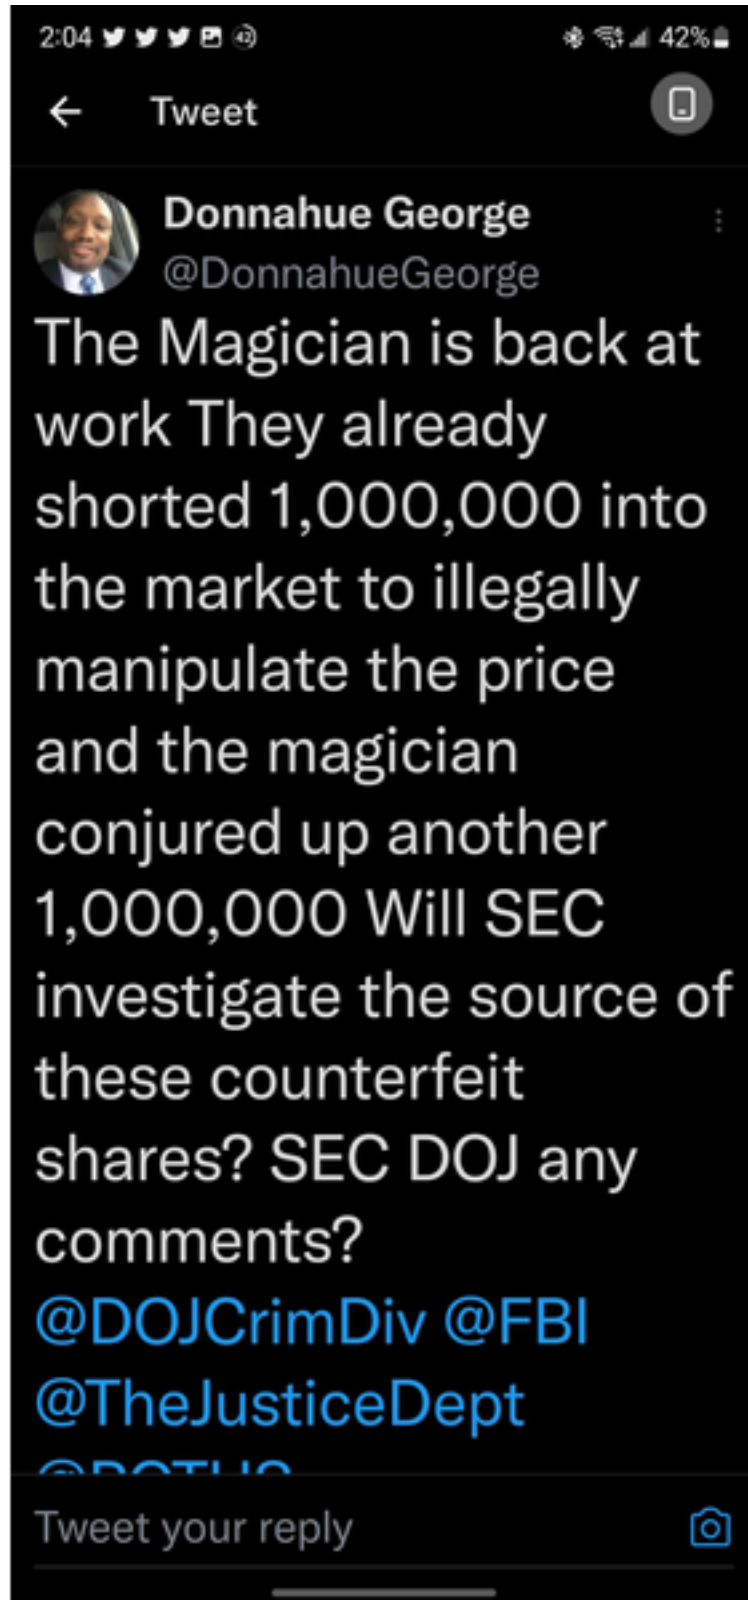 2:04 42%
Tweet
Donnahue George
@DonnahueGeorge
The Magician is back at
work They already
shorted 1,000,000 into
the market to illegally
manipulate the price
and the magician
conjured up another
1,000,000 Will SEC
investigate the source of
these counterfeit
shares? SEC DOJ any
comments?
@DOJCrimDiv @FBI
@TheJusticeDept
Tweet your reply